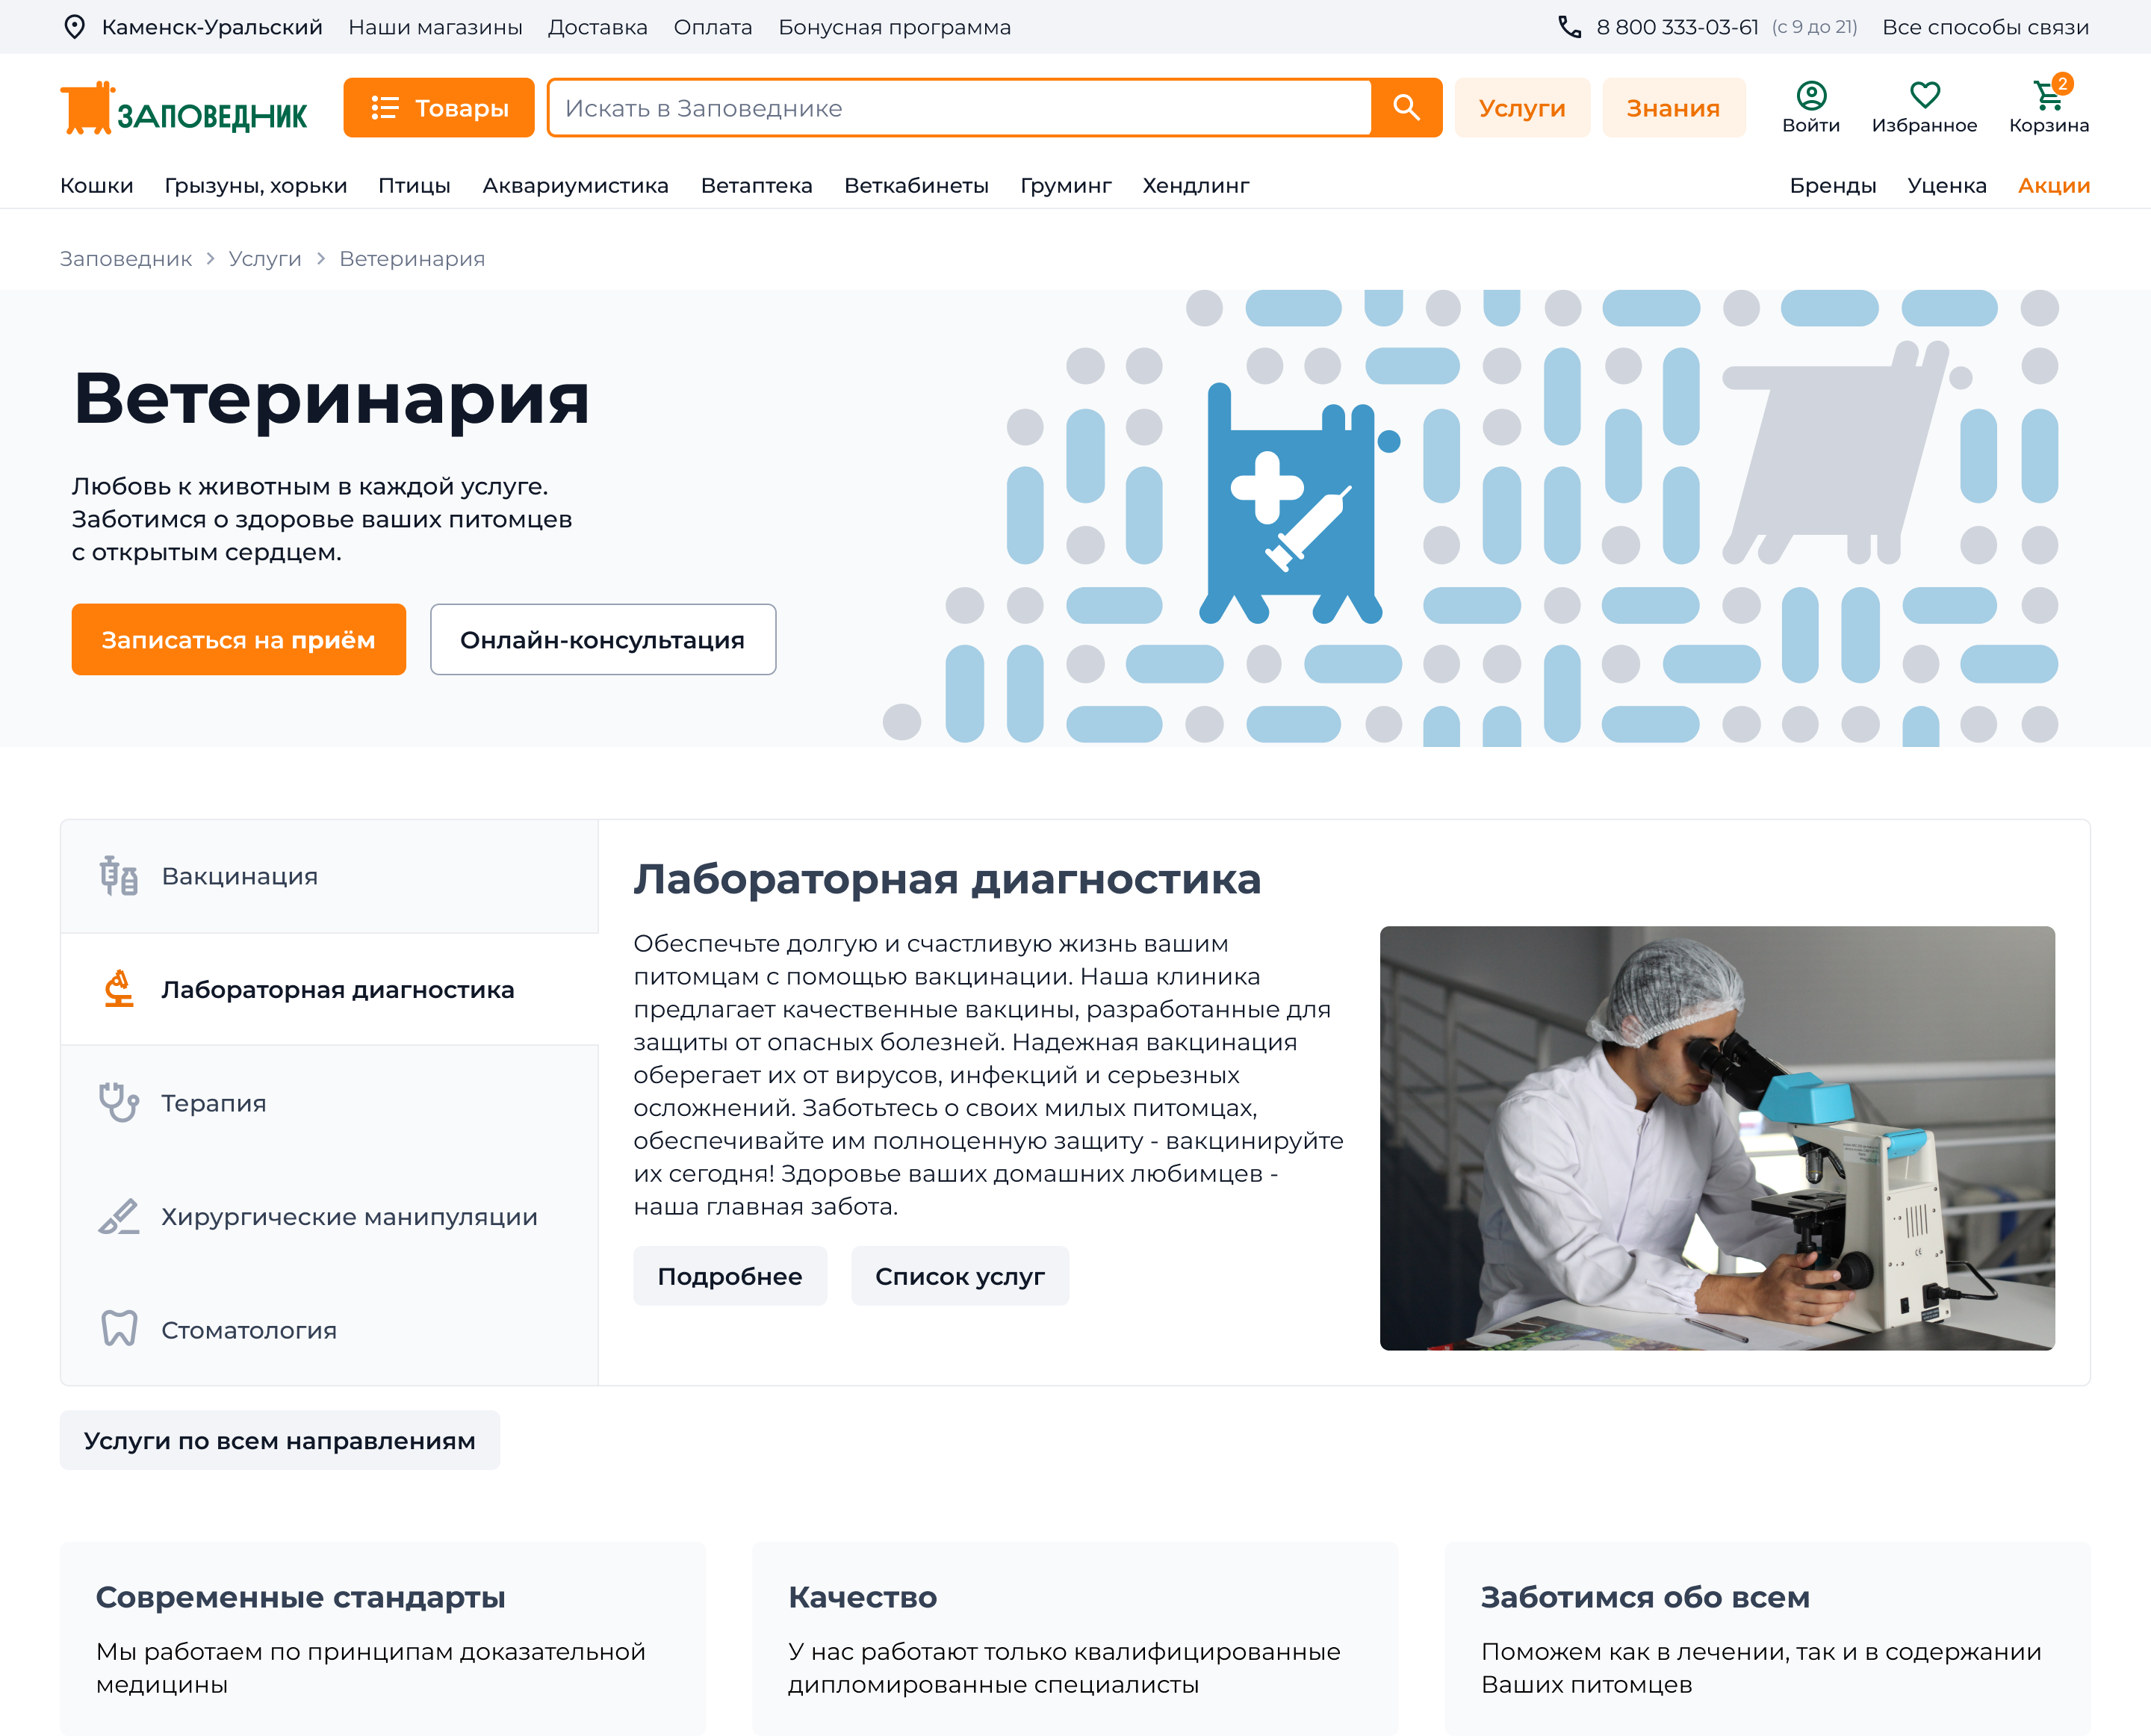 Каменск-Уральский Наши магазины Доставка Оплата Бонусная программа 8 800 333-03-61 (с 9 до 21) Все способы связи
ЗАПОВЕДНИК Товары Искать в Заповеднике Услуги Знания Войти Избранное 2 Корзина
Кошки Грызуны, хорьки Птицы Аквариумистика Ветаптека Веткабинеты Груминг Хендлинг Бренды Уценка Акции
Заповедник > Услуги > Ветеринария
Ветеринария
Любовь к животным в каждой услуге.
Заботимся о здоровье ваших питомцев
с открытым сердцем.
Записаться на приём Онлайн-консультация
Вакцинация
Лабораторная диагностика
Терапия
Хирургические манипуляции
Стоматология
Лабораторная диагностика
Обеспечьте долгую и счастливую жизнь вашим
питомцам с помощью вакцинации. Наша клиника
предлагает качественные вакцины, разработанные для
защиты от опасных болезней. Надежная вакцинация
оберегает их от вирусов, инфекций и серьезных
осложнений. Заботьтесь о своих милых питомцах,
обеспечивайте им полноценную защиту - вакцинируйте
их сегодня! Здоровье ваших домашних любимцев -
наша главная забота.
Подробнее Список услуг
Услуги по всем направлениям
Современные стандарты
Мы работаем по принципам доказательной
медицины
Качество
У нас работают только квалифицированные
дипломированные специалисты
Заботимся обо всем
Поможем как в лечении, так и в содержании
Ваших питомцев